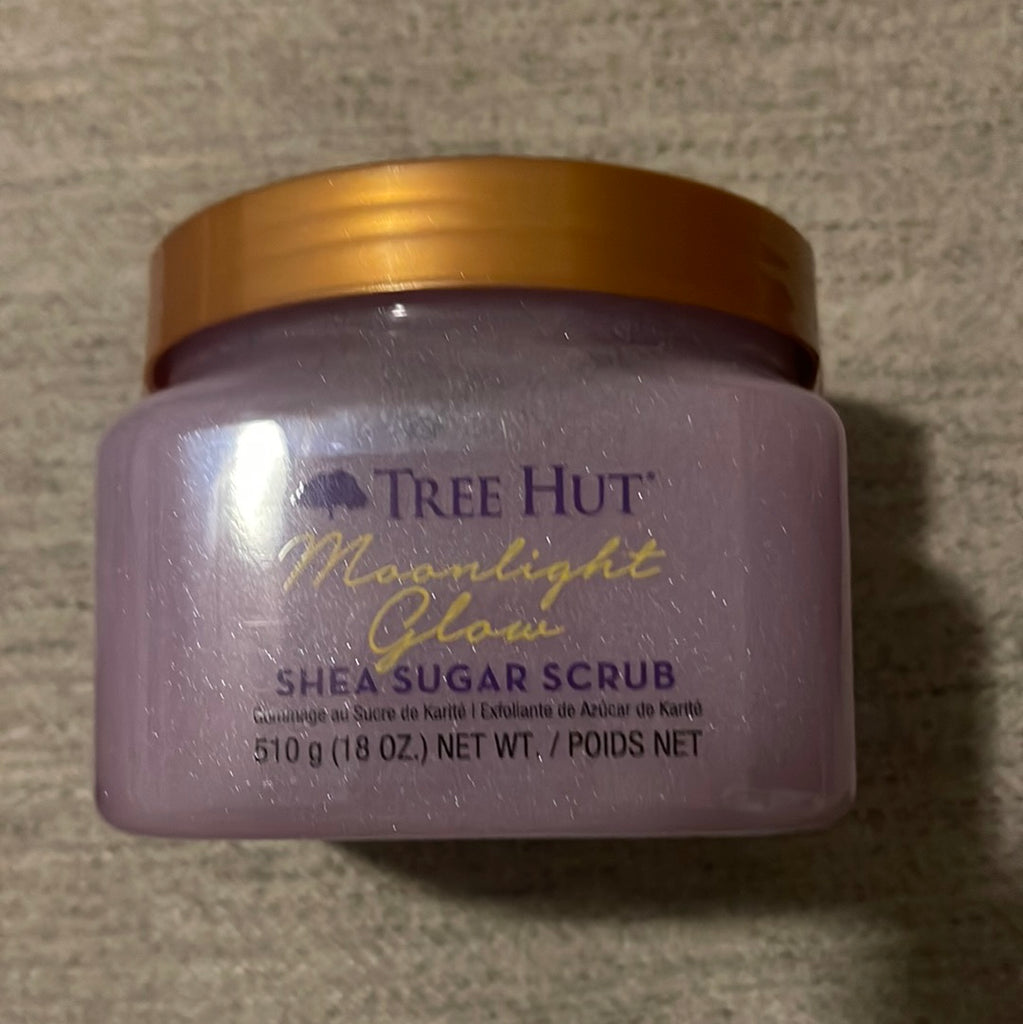 TREE HUT®
Moonlight
Glow
SHEA SUGAR SCRUB
Gommage au Sucre de Karité | Exfoliante de Azúcar de Karité
510 g (18 OZ.) NET WT. / POIDS NET